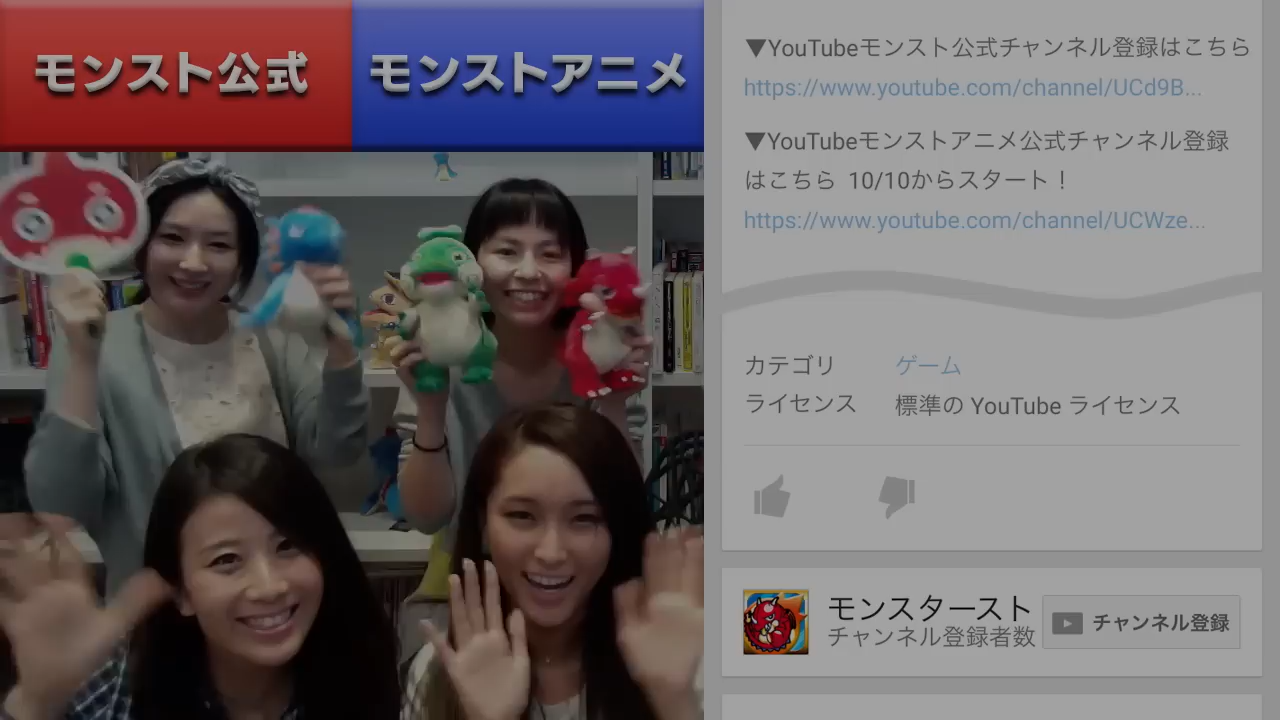 モンスト公式
モンストアニメ
▼YouTubeモンスト公式チャンネル登録はこちら
https://www.youtube.com/channel/UCd9B...
▼YouTubeモンストアニメ公式チャンネル登録
はこちら 10/10からスタート！
https://www.youtube.com/channel/UCWze...
カテゴリ ゲーム
ライセンス 標準の YouTube ライセンス
モンスタースト
チャンネル登録者数
チャンネル登録